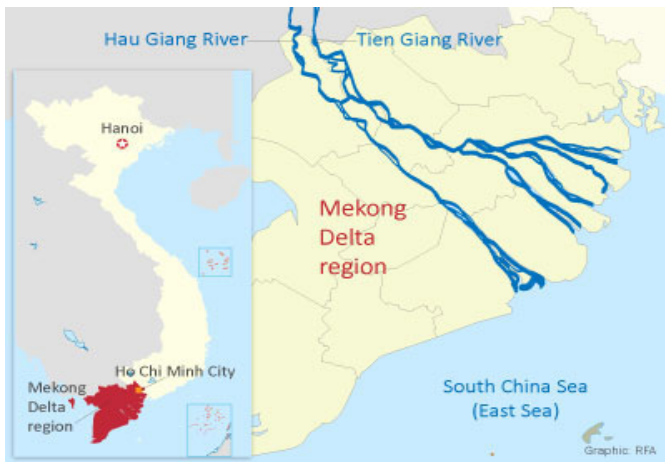 Hau Giang River
Tien Giang River
Hanoi
Mekong
Delta
region
Ho Chi Minh City
Mekong
Delta
region
South China Sea
(East Sea)
Graphic: RFA